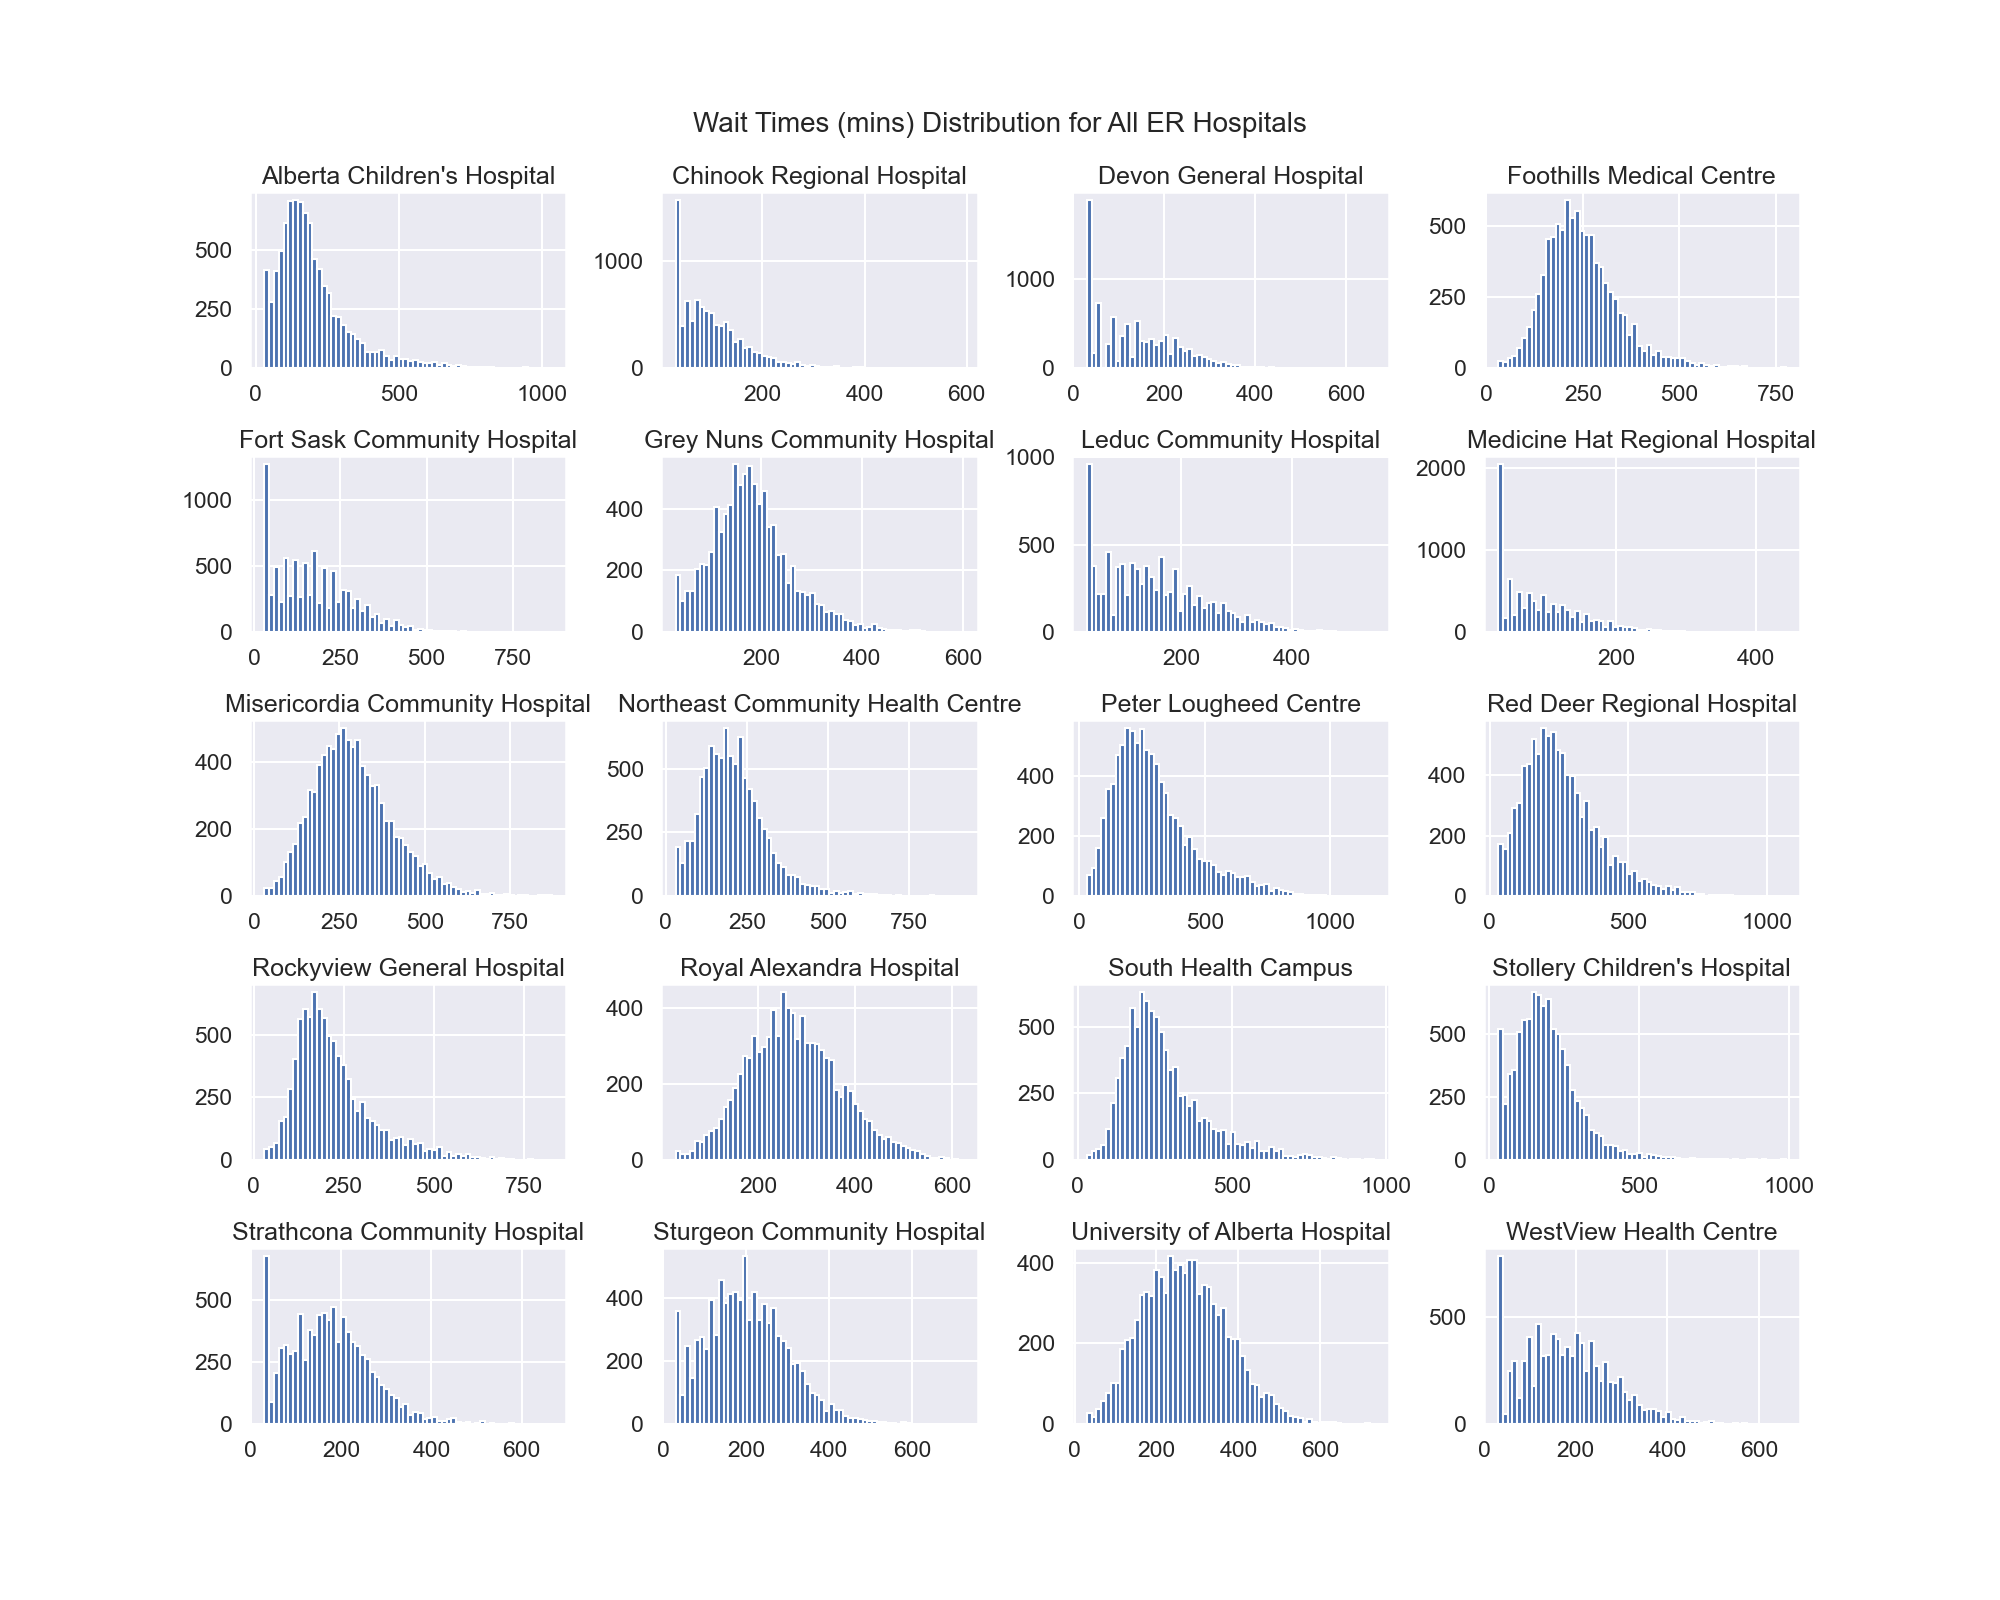 Wait Times (mins) Distribution for All ER Hospitals
Alberta Children's Hospital
500
250
0
0 500 1000
Chinook Regional Hospital
1000
0
200 400 600
Devon General Hospital
1000
0
0 200 400 600
Foothills Medical Centre
500
250
0
0 250 500 750
Fort Sask Community Hospital
1000
500
0
0 250 500 750
Grey Nuns Community Hospital
400
200
0
200 400 600
Leduc Community Hospital
1000
500
0
200 400
Medicine Hat Regional Hospital
2000
1000
0
200 400
Misericordia Community Hospital
400
200
0
0 250 500 750
Northeast Community Health Centre
500
250
0
0 250 500 750
Peter Lougheed Centre
400
200
0
0 500 1000
Red Deer Regional Hospital
400
200
0
0 500 1000
Rockyview General Hospital
500
250
0
0 250 500 750
Royal Alexandra Hospital
400
200
0
200 400 600
South Health Campus
500
250
0
0 500 1000
Stollery Children's Hospital
500
250
0
0 500 1000
Strathcona Community Hospital
500
250
0
0 200 400 600
Sturgeon Community Hospital
400
200
0
0 200 400 600
University of Alberta Hospital
400
200
0
0 200 400 600
WestView Health Centre
500
0
0 200 400 600